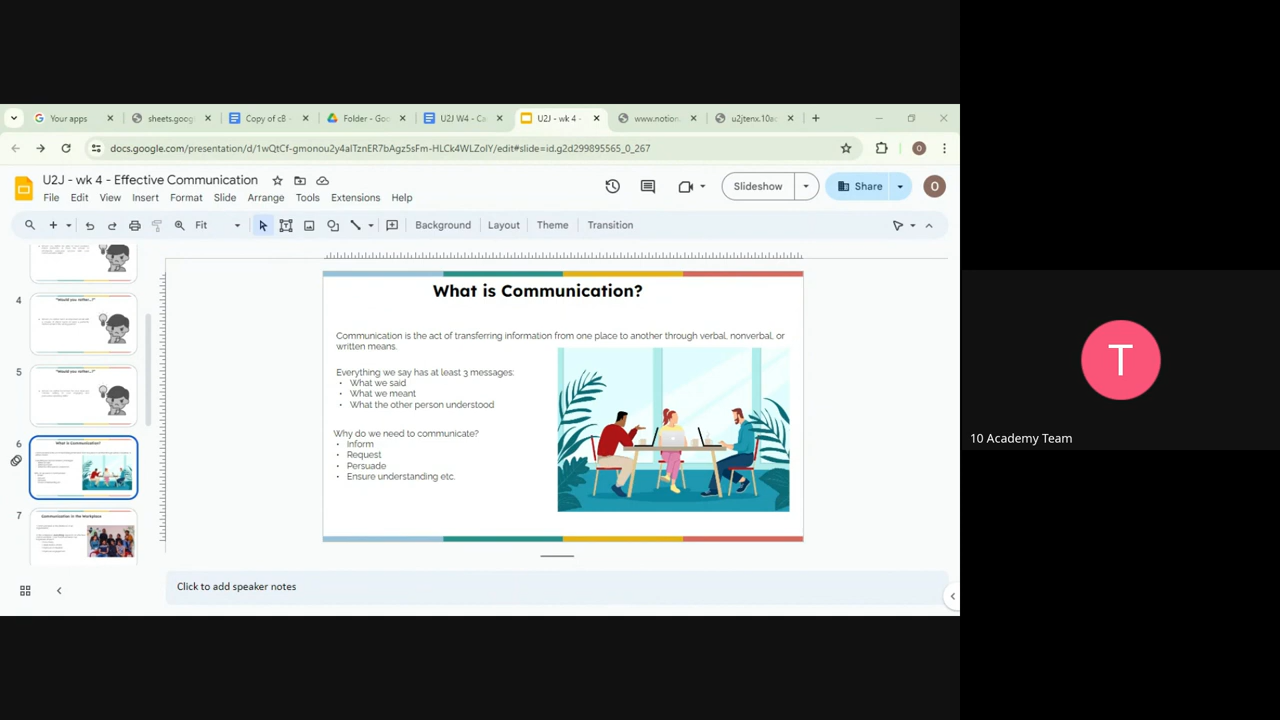 Your apps
sheets.goog
Copy of c8 -
Folder - Goo
U2J W4 - Ca
U2J - wk 4 -
www.notion.
u2jtenx.10ac
docs.google.com/presentation/d/1wQtCf-gmonou2y4aITznER7bAgz5sFm-HLCk4WLZoIY/edit#slide=id.g2d299895565_0_267
O
U2J - wk 4 - Effective Communication
File Edit View Insert Format Slide Arrange Tools Extensions Help
Slideshow
Share
O
Fit
Background
Layout
Theme
Transition
4
"Would you rather...?"
5
"Would you rather...?"
6
What is Communication?
7
Communication in the Workplace
What is Communication?
Communication is the act of transferring information from one place to another through verbal, nonverbal, or
written means.
Everything we say has at least 3 messages:
• What we said
• What we meant
• What the other person understood
Why do we need to communicate?
• Inform
• Request
• Persuade
• Ensure understanding etc.
Click to add speaker notes
T
10 Academy Team